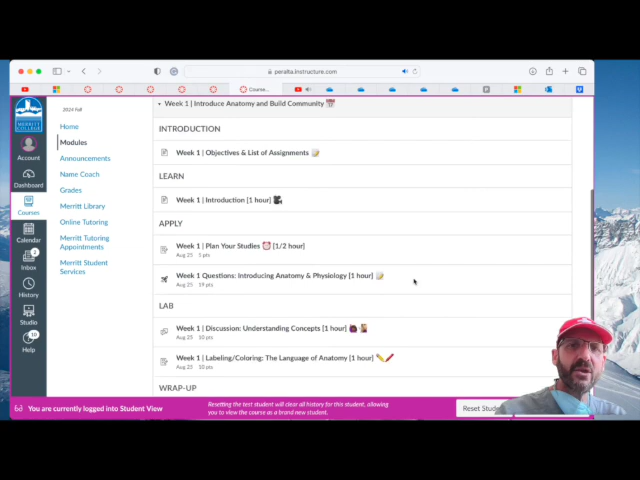 peralta.instructure.com
Course...
MERRITT COLLEGE
Account
Dashboard
Courses
Calendar
Inbox
History
Studio
10
Help
2024 Fall
Home
Modules
Announcements
Name Coach
Grades
Merritt Library
Online Tutoring
Merritt Tutoring
Appointments
Merritt Student
Services
Week 1 | Introduce Anatomy and Build Community
INTRODUCTION
Week 1 | Objectives & List of Assignments
LEARN
Week 1 | Introduction [1 hour]
APPLY
Week 1 | Plan Your Studies ⏰ [1/2 hour]
Aug 25 5 pts
Week 1 Questions: Introducing Anatomy & Physiology [1 hour]
Aug 25 19 pts
LAB
Week 1 | Discussion: Understanding Concepts [1 hour]
Aug 25 10 pts
Week 1 | Labeling/Coloring: The Language of Anatomy [1 hour]
Aug 25 10 pts
WRAP-UP
You are currently logged into Student View
Resetting the test student will clear all history for this student, allowing
you to view the course as a brand new student.
Reset